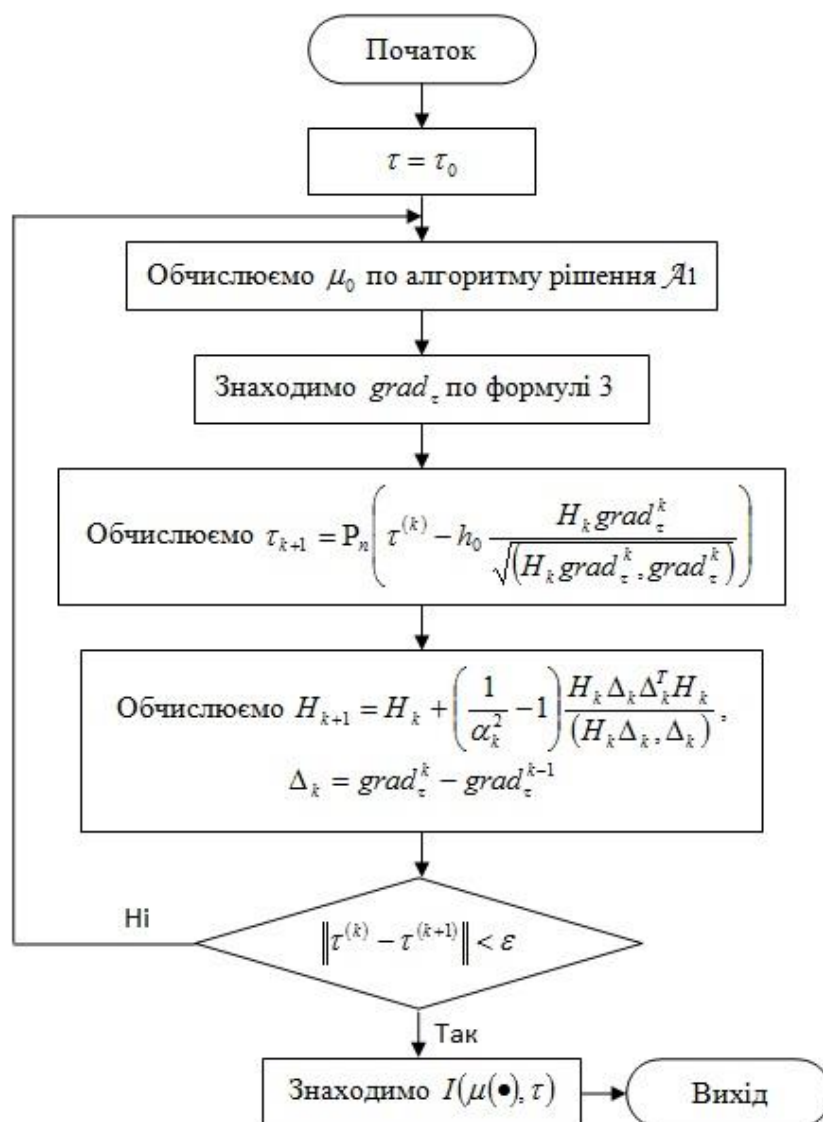 Початок
τ = τ₀
Обчислюємо μ₀ по алгоритму рішення 𝒜1
Знаходимо grad_τ по формулі 3
Обчислюємо τ_{k+1} = P_n( τ^{(k)} − h₀ H_k grad_τ^k / √(H_k grad_τ^k, grad_τ^k) )
Обчислюємо H_{k+1} = H_k + ( 1/α_k² − 1 ) H_k Δ_k Δ_k^T H_k / (H_k Δ_k, Δ_k) ,
Δ_k = grad_τ^k − grad_τ^{k−1}
Ні
‖τ^{(k)} − τ^{(k+1)}‖ < ε
Так
Знаходимо I(μ(•), τ)
Вихід